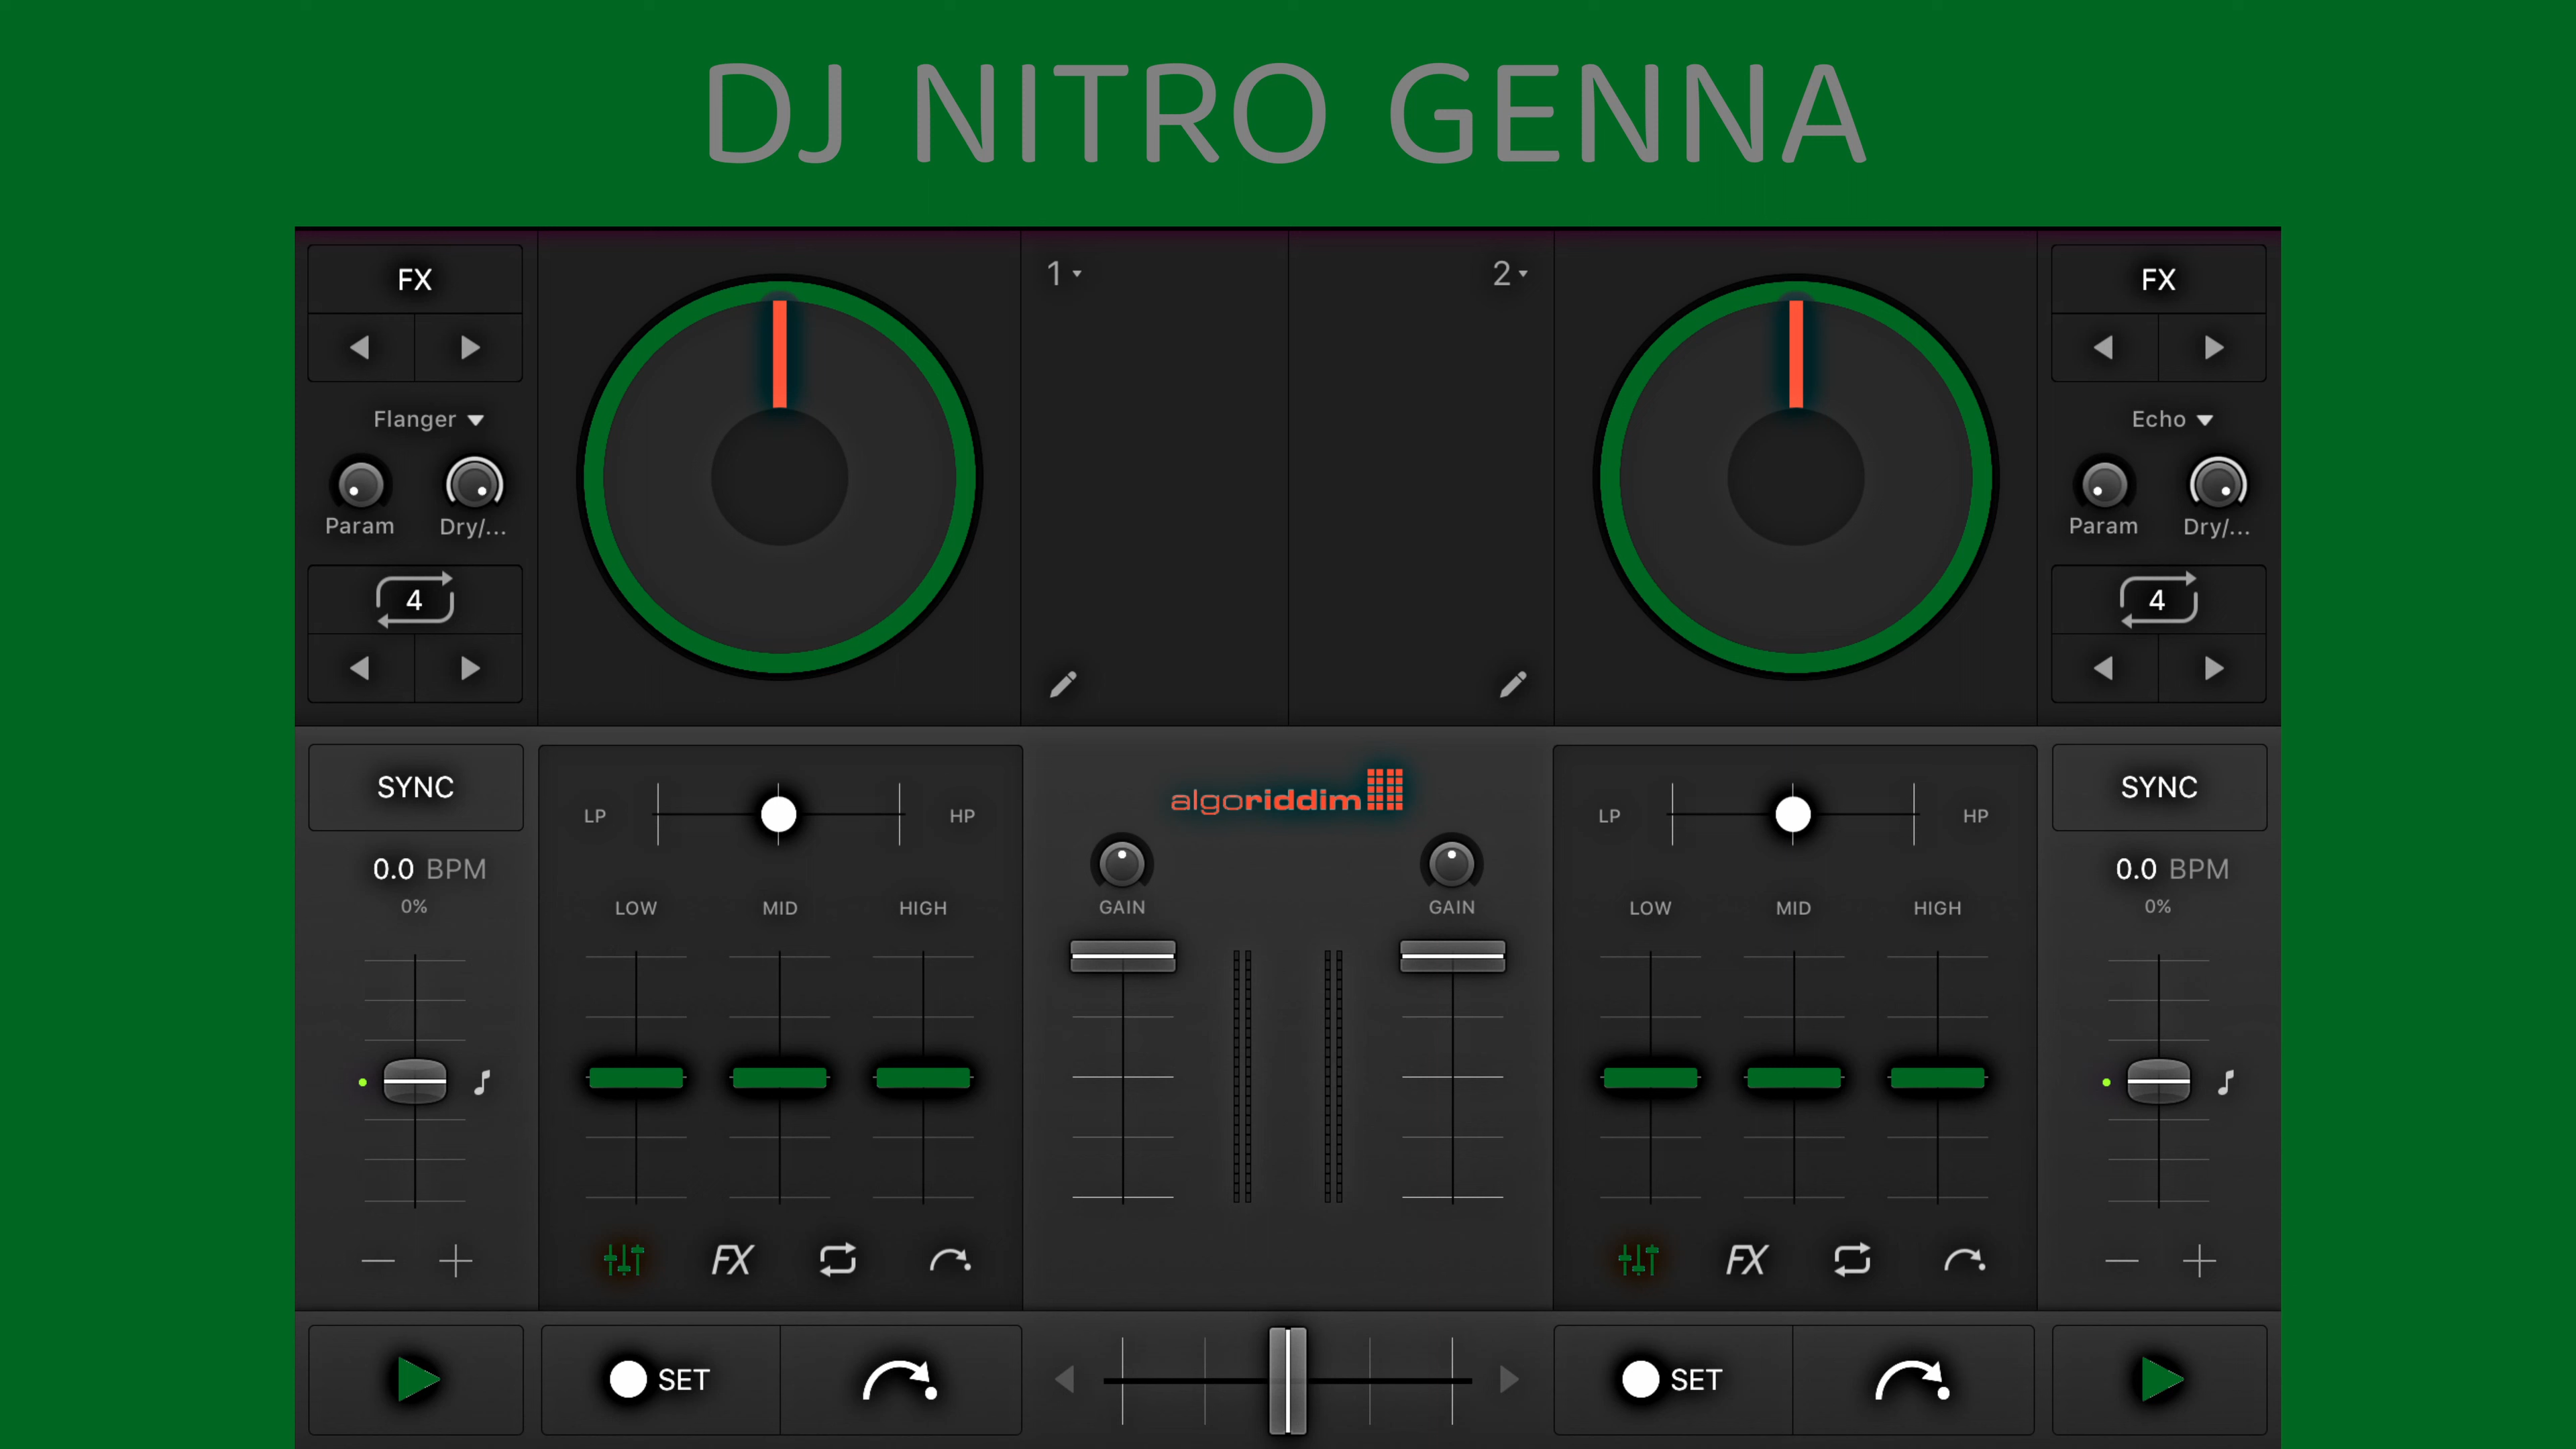 DJ NITRO GENNA
FX
1
2
FX
Flanger
Echo
Param Dry/...
Param Dry/...
4
4
SYNC
LP HP
algoriddim
LP HP
SYNC
0.0 BPM
0%
LOW MID HIGH
GAIN GAIN
LOW MID HIGH
0.0 BPM
0%
FX
FX
SET
SET